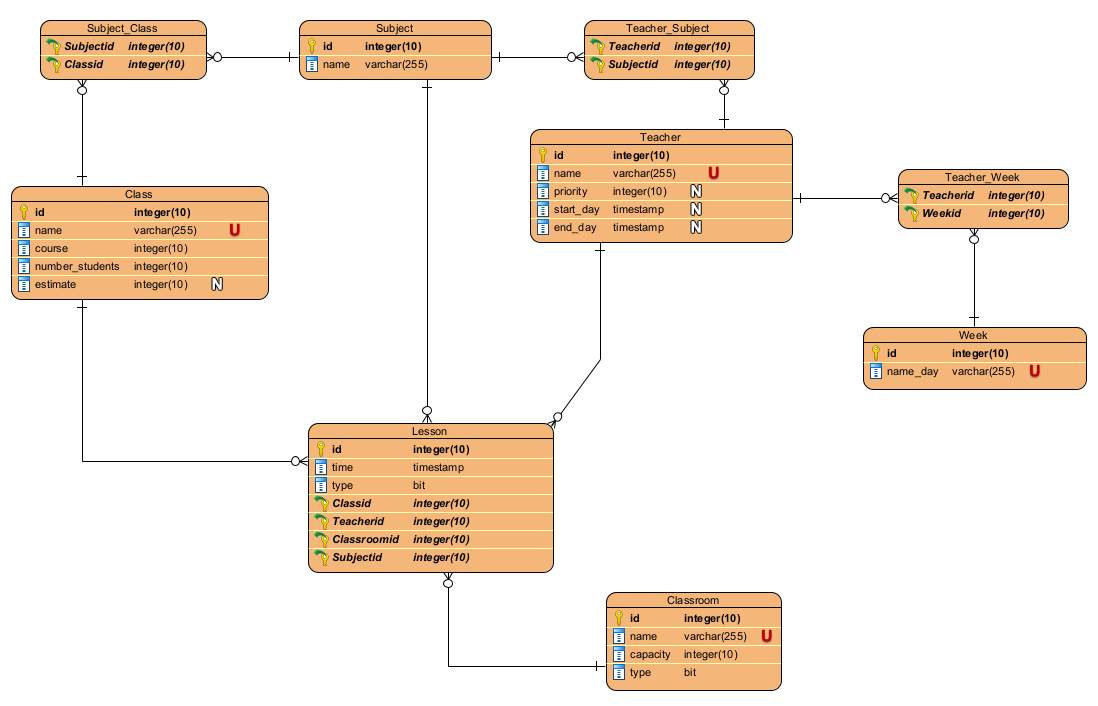 Subject_Class
Subjectid integer(10)
Classid integer(10)
Subject
id integer(10)
name varchar(255)
Teacher_Subject
Teacherid integer(10)
Subjectid integer(10)
Teacher
id integer(10)
name varchar(255) U
priority integer(10) N
start_day timestamp N
end_day timestamp N
Teacher_Week
Teacherid integer(10)
Weekid integer(10)
Class
id integer(10)
name varchar(255) U
course integer(10)
number_students integer(10)
estimate integer(10) N
Week
id integer(10)
name_day varchar(255) U
Lesson
id integer(10)
time timestamp
type bit
Classid integer(10)
Teacherid integer(10)
Classroomid integer(10)
Subjectid integer(10)
Classroom
id integer(10)
name varchar(255) U
capacity integer(10)
type bit